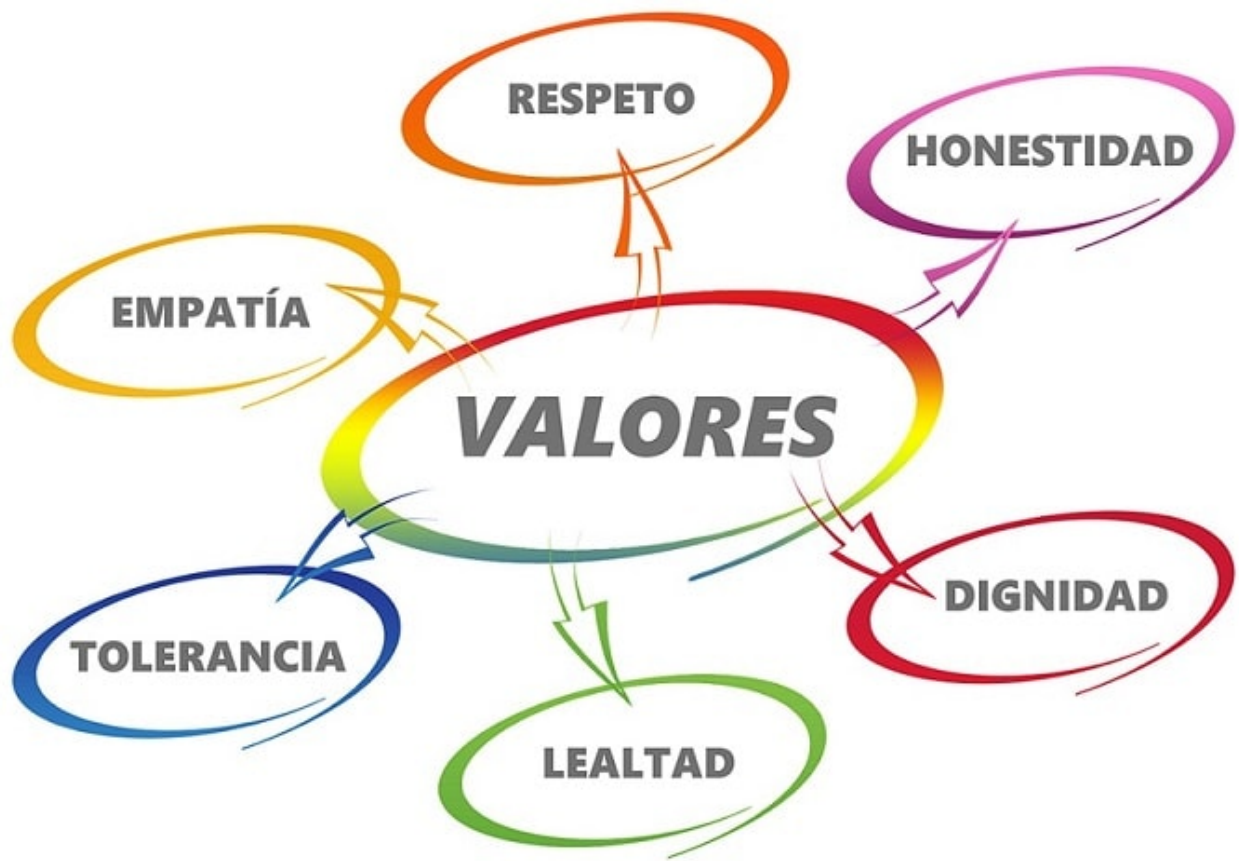 RESPETO
HONESTIDAD
EMPATÍA
VALORES
DIGNIDAD
TOLERANCIA
LEALTAD